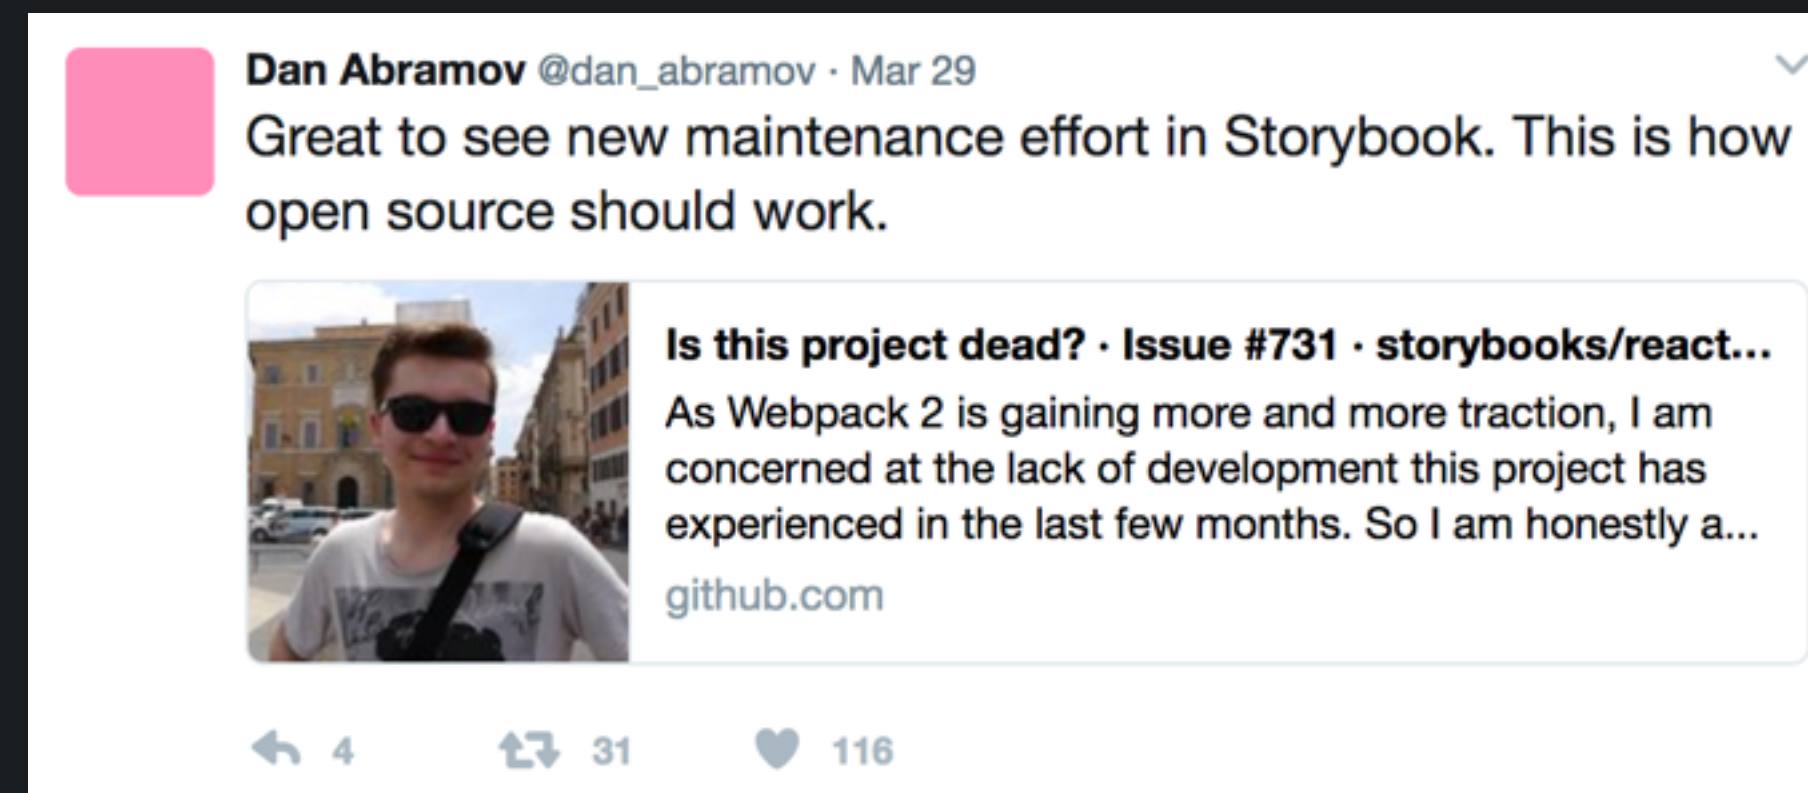 Dan Abramov @dan_abramov · Mar 29
Great to see new maintenance effort in Storybook. This is how
open source should work.
Is this project dead? · Issue #731 · storybooks/react...
As Webpack 2 is gaining more and more traction, I am
concerned at the lack of development this project has
experienced in the last few months. So I am honestly a...
github.com
4 31 116